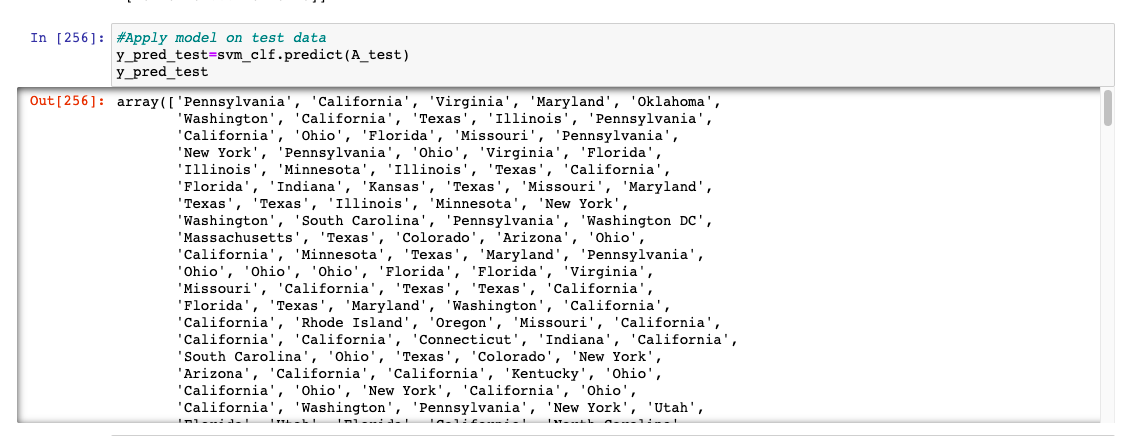 In [256]: #Apply model on test data
y_pred_test=svm_clf.predict(A_test)
y_pred_test
Out[256]: array(['Pennsylvania', 'California', 'Virginia', 'Maryland', 'Oklahoma',
'Washington', 'California', 'Texas', 'Illinois', 'Pennsylvania',
'California', 'Ohio', 'Florida', 'Missouri', 'Pennsylvania',
'New York', 'Pennsylvania', 'Ohio', 'Virginia', 'Florida',
'Illinois', 'Minnesota', 'Illinois', 'Texas', 'California',
'Florida', 'Indiana', 'Kansas', 'Texas', 'Missouri', 'Maryland',
'Texas', 'Texas', 'Illinois', 'Minnesota', 'New York',
'Washington', 'South Carolina', 'Pennsylvania', 'Washington DC',
'Massachusetts', 'Texas', 'Colorado', 'Arizona', 'Ohio',
'California', 'Minnesota', 'Texas', 'Maryland', 'Pennsylvania',
'Ohio', 'Ohio', 'Ohio', 'Florida', 'Florida', 'Virginia',
'Missouri', 'California', 'Texas', 'Texas', 'California',
'Florida', 'Texas', 'Maryland', 'Washington', 'California',
'California', 'Rhode Island', 'Oregon', 'Missouri', 'California',
'California', 'California', 'Connecticut', 'Indiana', 'California',
'South Carolina', 'Ohio', 'Texas', 'Colorado', 'New York',
'Arizona', 'California', 'California', 'Kentucky', 'Ohio',
'California', 'Ohio', 'New York', 'California', 'Ohio',
'California', 'Washington', 'Pennsylvania', 'New York', 'Utah',
'Florida', 'Utah', 'Florida', 'California', 'North Carolina',